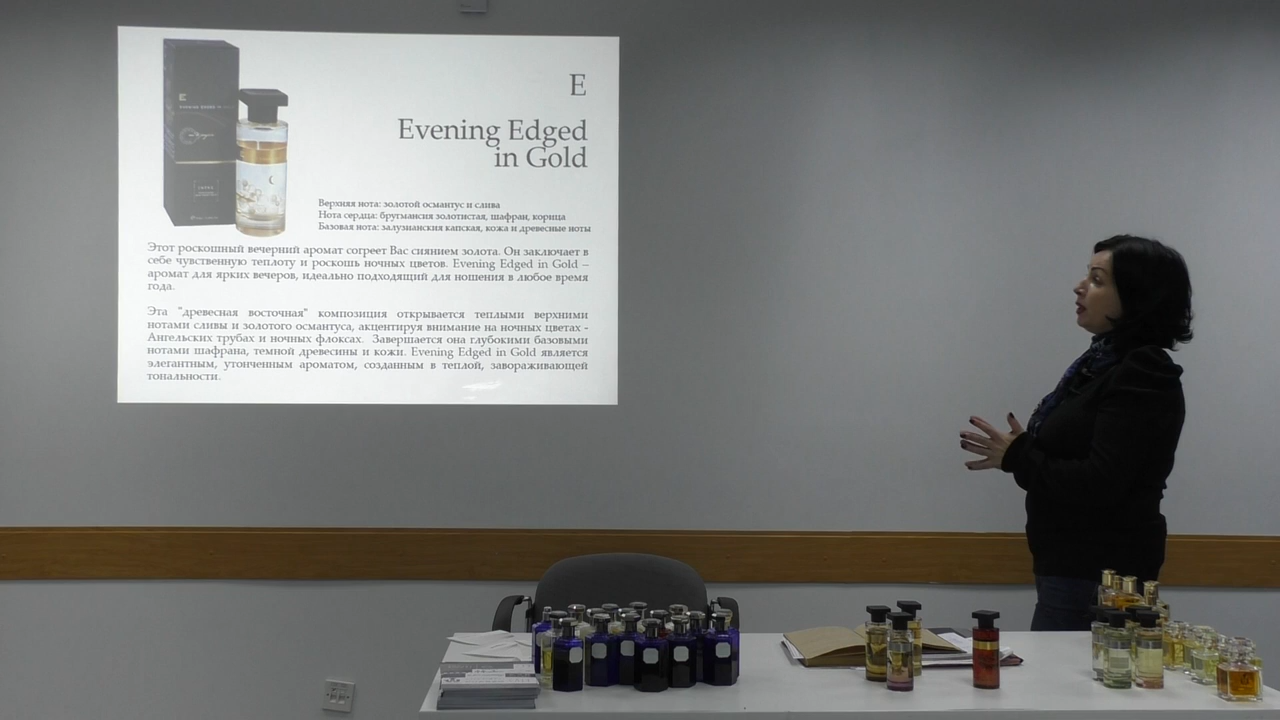 E
Evening Edged
in Gold
Верхняя нота: золотой османтус и слива
Нота сердца: бругмансия золотистая, шафран, корица
Базовая нота: залузианския капская, кожа и древесные ноты
Этот роскошный вечерний аромат согреет Вас сиянием золота. Он заключает в
себе чувственную теплоту и роскошь ночных цветов. Evening Edged in Gold –
аромат для ярких вечеров, идеально подходящий для ношения в любое время
года.
Эта "древесная восточная" композиция открывается теплыми верхними
нотами сливы и золотого османтуса, акцентируя внимание на ночных цветах -
Ангельских трубах и ночных флоксах. Завершается она глубокими базовыми
нотами шафрана, темной древесины и кожи. Evening Edged in Gold является
элегантным, утонченным ароматом, созданным в теплой, завораживающей
тональности.